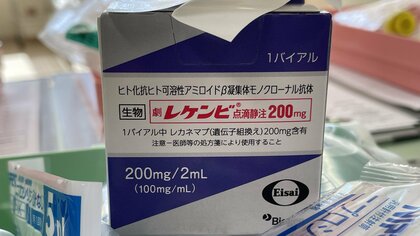 1バイアル
ヒト化抗ヒト可溶性アミロイドβ凝集体モノクローナル抗体
生物 劇 レケンビ® 点滴静注 200mg
1バイアル中 レカネマブ(遺伝子組換え)200mg含有
注意−医師等の処方箋により使用すること
200mg/2mL
(100mg/mL)
Eisai